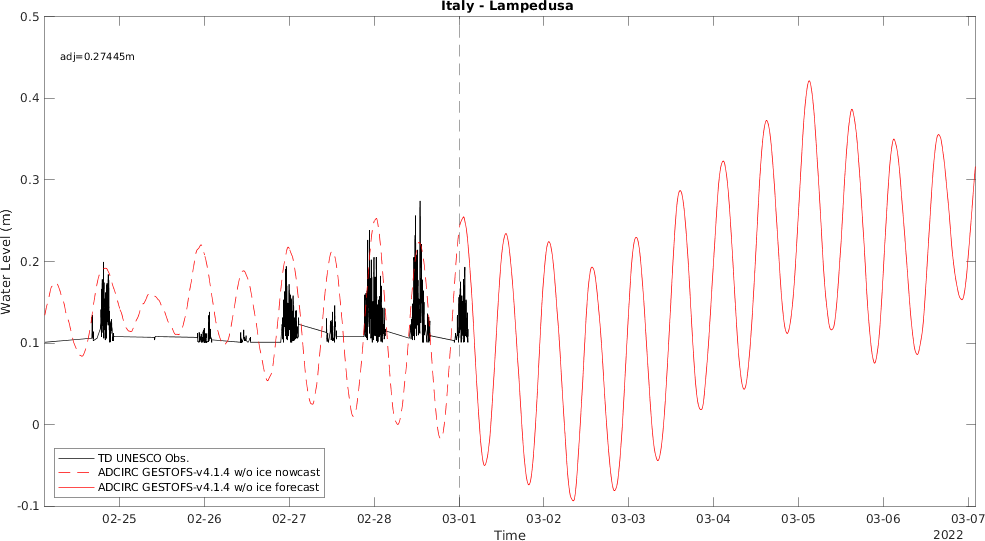 Italy - Lampedusa
adj=0.27445m
0.5
0.4
0.3
0.2
0.1
0
-0.1
Water Level (m)
TD UNESCO Obs.
ADCIRC GESTOFS-v4.1.4 w/o ice nowcast
ADCIRC GESTOFS-v4.1.4 w/o ice forecast
02-25 02-26 02-27 02-28 03-01 03-02 03-03 03-04 03-05 03-06 03-07
Time
2022